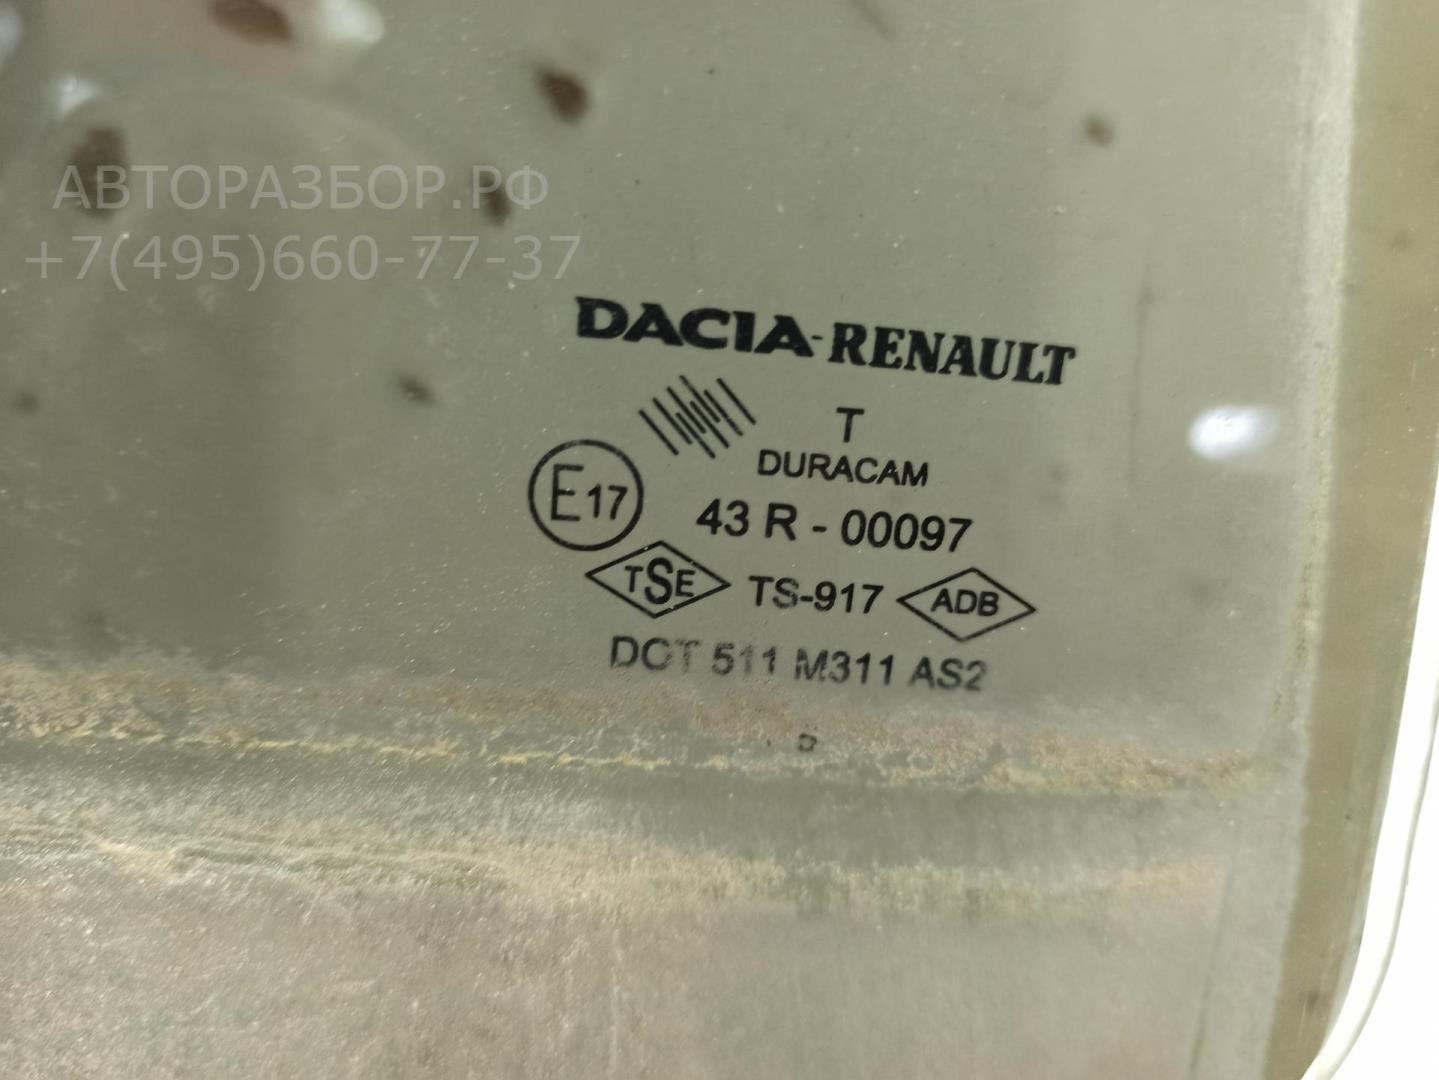 АВТОРАЗБОР.РФ
+7(495)660-77-37
DACIA-RENAULT
T
DURACAM
E17
43 R - 00097
TSE TS-917 ADB
DOT 511 M311 AS2